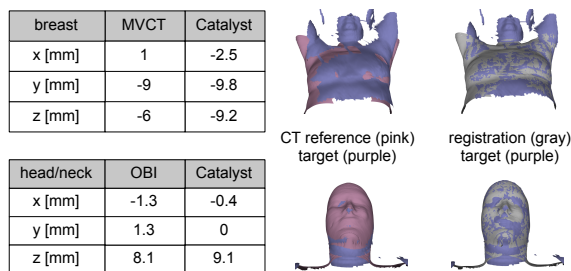 breast MVCT Catalyst
x [mm] 1 -2.5
y [mm] -9 -9.8
z [mm] -6 -9.2
CT reference (pink)
target (purple)
registration (gray)
target (purple)
head/neck OBI Catalyst
x [mm] -1.3 -0.4
y [mm] 1.3 0
z [mm] 8.1 9.1